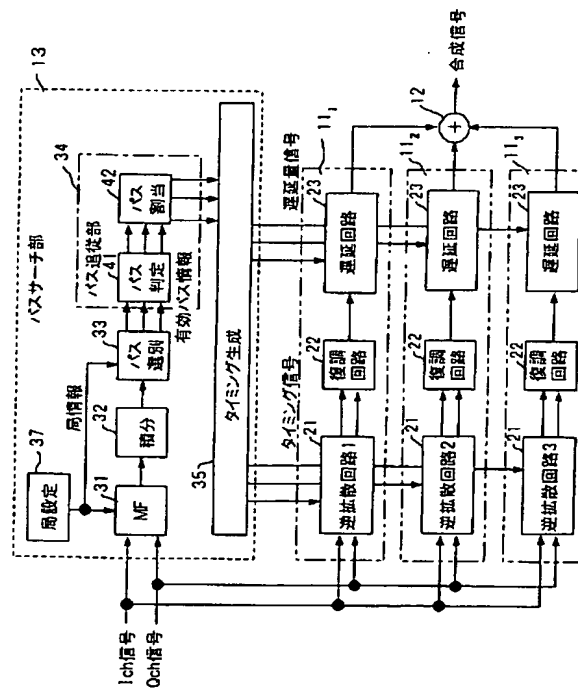 13
パスサーチ部
37
局設定
局情報
31
MF
32
積分
33
パス
選別
34
パス追従部
41
パス
判定
42
パス
割当
有効パス情報
35
タイミング生成
Ich信号
Qch信号
タイミング信号
遅延量信号
11₁
21
逆拡散回路1
22
復調
回路
23
遅延回路
11₂
21
逆拡散回路2
22
復調
回路
23
遅延回路
11₃
21
逆拡散回路3
22
復調
回路
23
遅延回路
12
+
合成信号